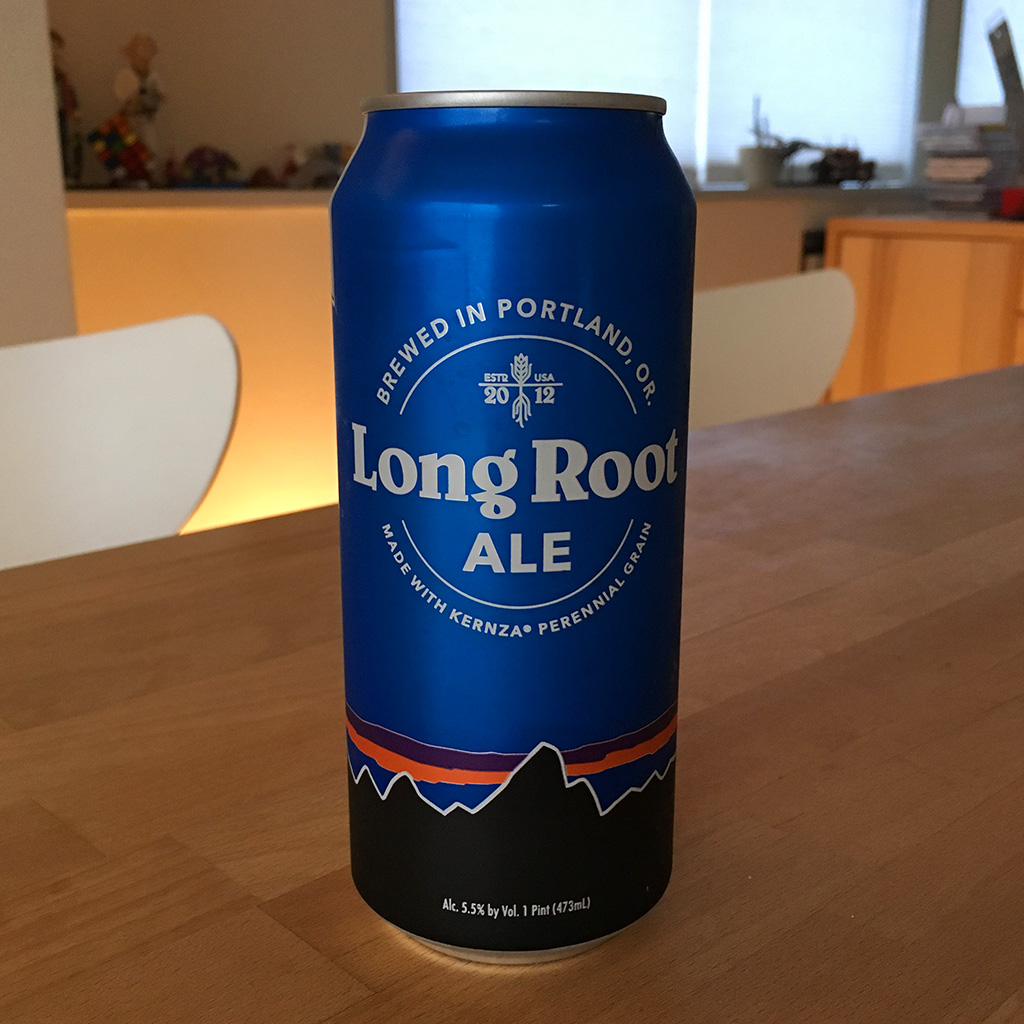 BREWED IN PORTLAND, OR.
ESTD USA
20 12
Long Root
ALE
MADE WITH KERNZA® PERENNIAL GRAIN
Alc. 5.5% by Vol. 1 Pint (473mL)